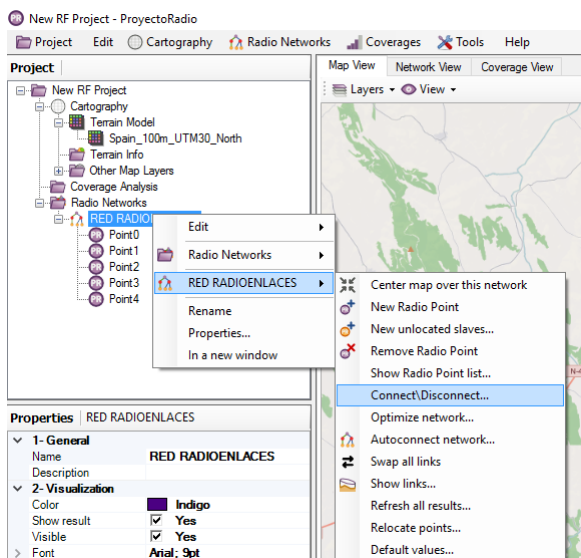 New RF Project - ProyectoRadio
Project Edit Cartography Radio Networks Coverages Tools Help
Project
New RF Project
Cartography
Terrain Model
Spain_100m_UTM30_North
Terrain Info
Other Map Layers
Coverage Analysis
Radio Networks
RED RADIO
Point0
Point1
Point2
Point3
Point4
Map View Network View Coverage View
Layers View
Edit
Radio Networks
RED RADIOENLACES
Rename
Properties...
In a new window
Center map over this network
New Radio Point
New unlocated slaves...
Remove Radio Point
Show Radio Point list...
Connect\Disconnect...
Optimize network...
Autoconnect network...
Swap all links
Show links...
Refresh all results...
Relocate points...
Default values...
Properties RED RADIOENLACES
1- General
Name RED RADIOENLACES
Description
2- Visualization
Color Indigo
Show result Yes
Visible Yes
Font Arial; 9pt